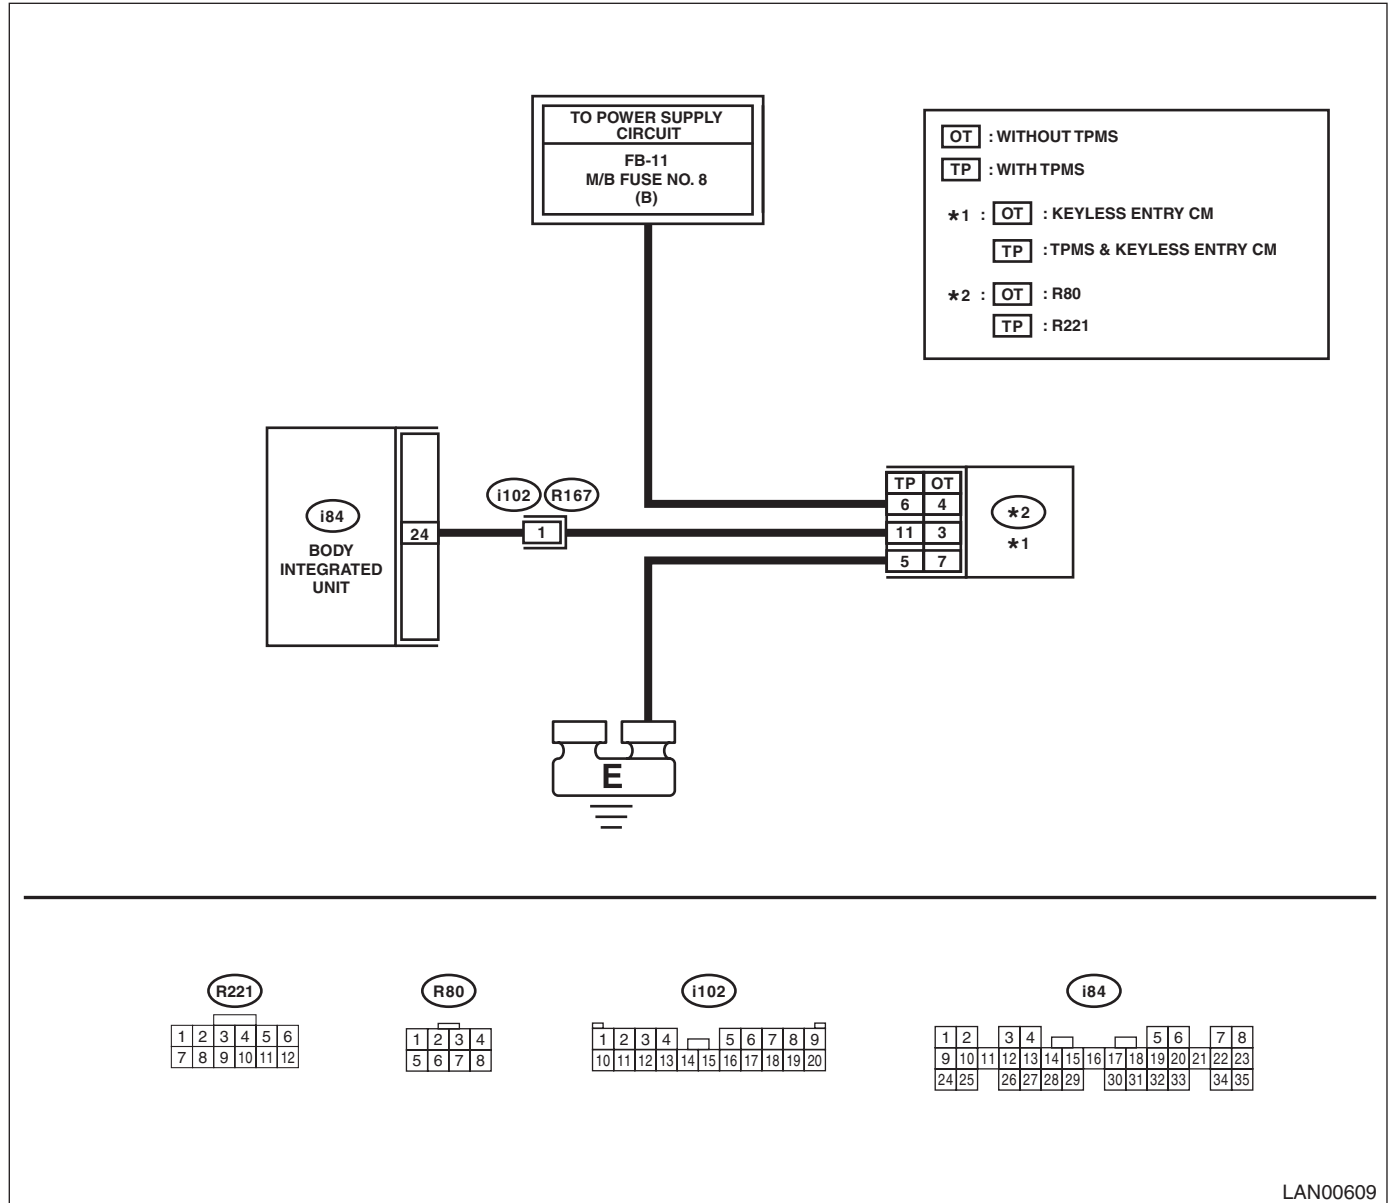 TO POWER SUPPLY
CIRCUIT
FB-11
M/B FUSE NO. 8
(B)
OT : WITHOUT TPMS
TP : WITH TPMS
*1 : OT : KEYLESS ENTRY CM
TP : TPMS & KEYLESS ENTRY CM
*2 : OT : R80
TP : R221
i84
BODY
INTEGRATED
UNIT
24
i102 R167
1
TP OT
6 4
11 3
5 7
*2
*1
E
R221
1 2 3 4 5 6
7 8 9 10 11 12
R80
1 2 3 4
5 6 7 8
i102
1 2 3 4 5 6 7 8 9
10 11 12 13 14 15 16 17 18 19 20
i84
1 2 3 4 5 6 7 8
9 10 11 12 13 14 15 16 17 18 19 20 21 22 23
24 25 26 27 28 29 30 31 32 33 34 35
LAN00609